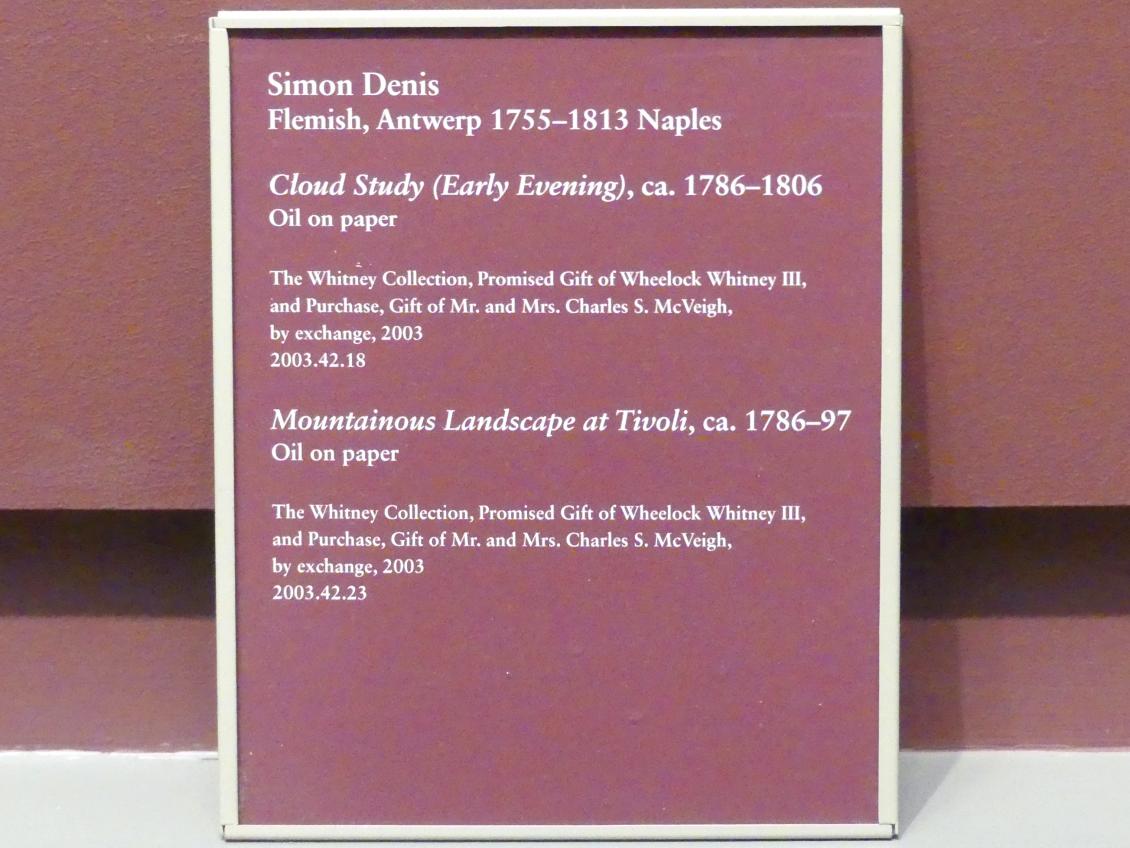 Simon Denis
Flemish, Antwerp 1755–1813 Naples
Cloud Study (Early Evening), ca. 1786–1806
Oil on paper
The Whitney Collection, Promised Gift of Wheelock Whitney III,
and Purchase, Gift of Mr. and Mrs. Charles S. McVeigh,
by exchange, 2003
2003.42.18
Mountainous Landscape at Tivoli, ca. 1786–97
Oil on paper
The Whitney Collection, Promised Gift of Wheelock Whitney III,
and Purchase, Gift of Mr. and Mrs. Charles S. McVeigh,
by exchange, 2003
2003.42.23